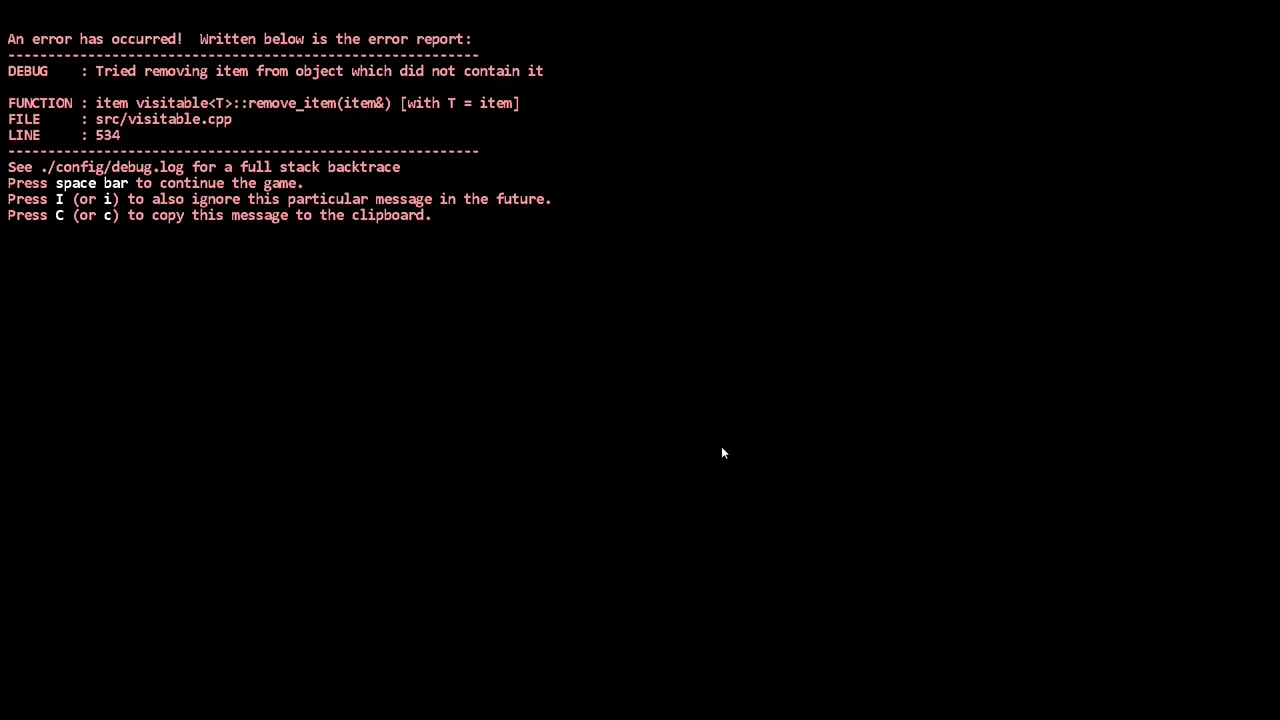 An error has occurred!  Written below is the error report:
-----------------------------------------------------------
DEBUG    : Tried removing item from object which did not contain it
FUNCTION : item visitable<T>::remove_item(item&) [with T = item]
FILE     : src/visitable.cpp
LINE     : 534
-----------------------------------------------------------
See ./config/debug.log for a full stack backtrace
Press space bar to continue the game.
Press I (or i) to also ignore this particular message in the future.
Press C (or c) to copy this message to the clipboard.